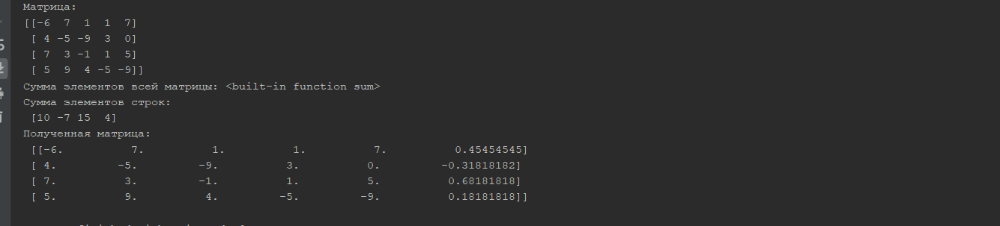 Матрица:
[[-6  7  1  1  7]
 [ 4 -5 -9  3  0]
 [ 7  3 -1  1  5]
 [ 5  9  4 -5 -9]]
Сумма элементов всей матрицы: <built-in function sum>
Сумма элементов строк:
 [10 -7 15  4]
Полученная матрица:
 [[-6.          7.          1.          1.          7.          0.45454545]
 [ 4.         -5.         -9.          3.          0.         -0.31818182]
 [ 7.          3.         -1.          1.          5.          0.68181818]
 [ 5.          9.          4.         -5.         -9.          0.18181818]]